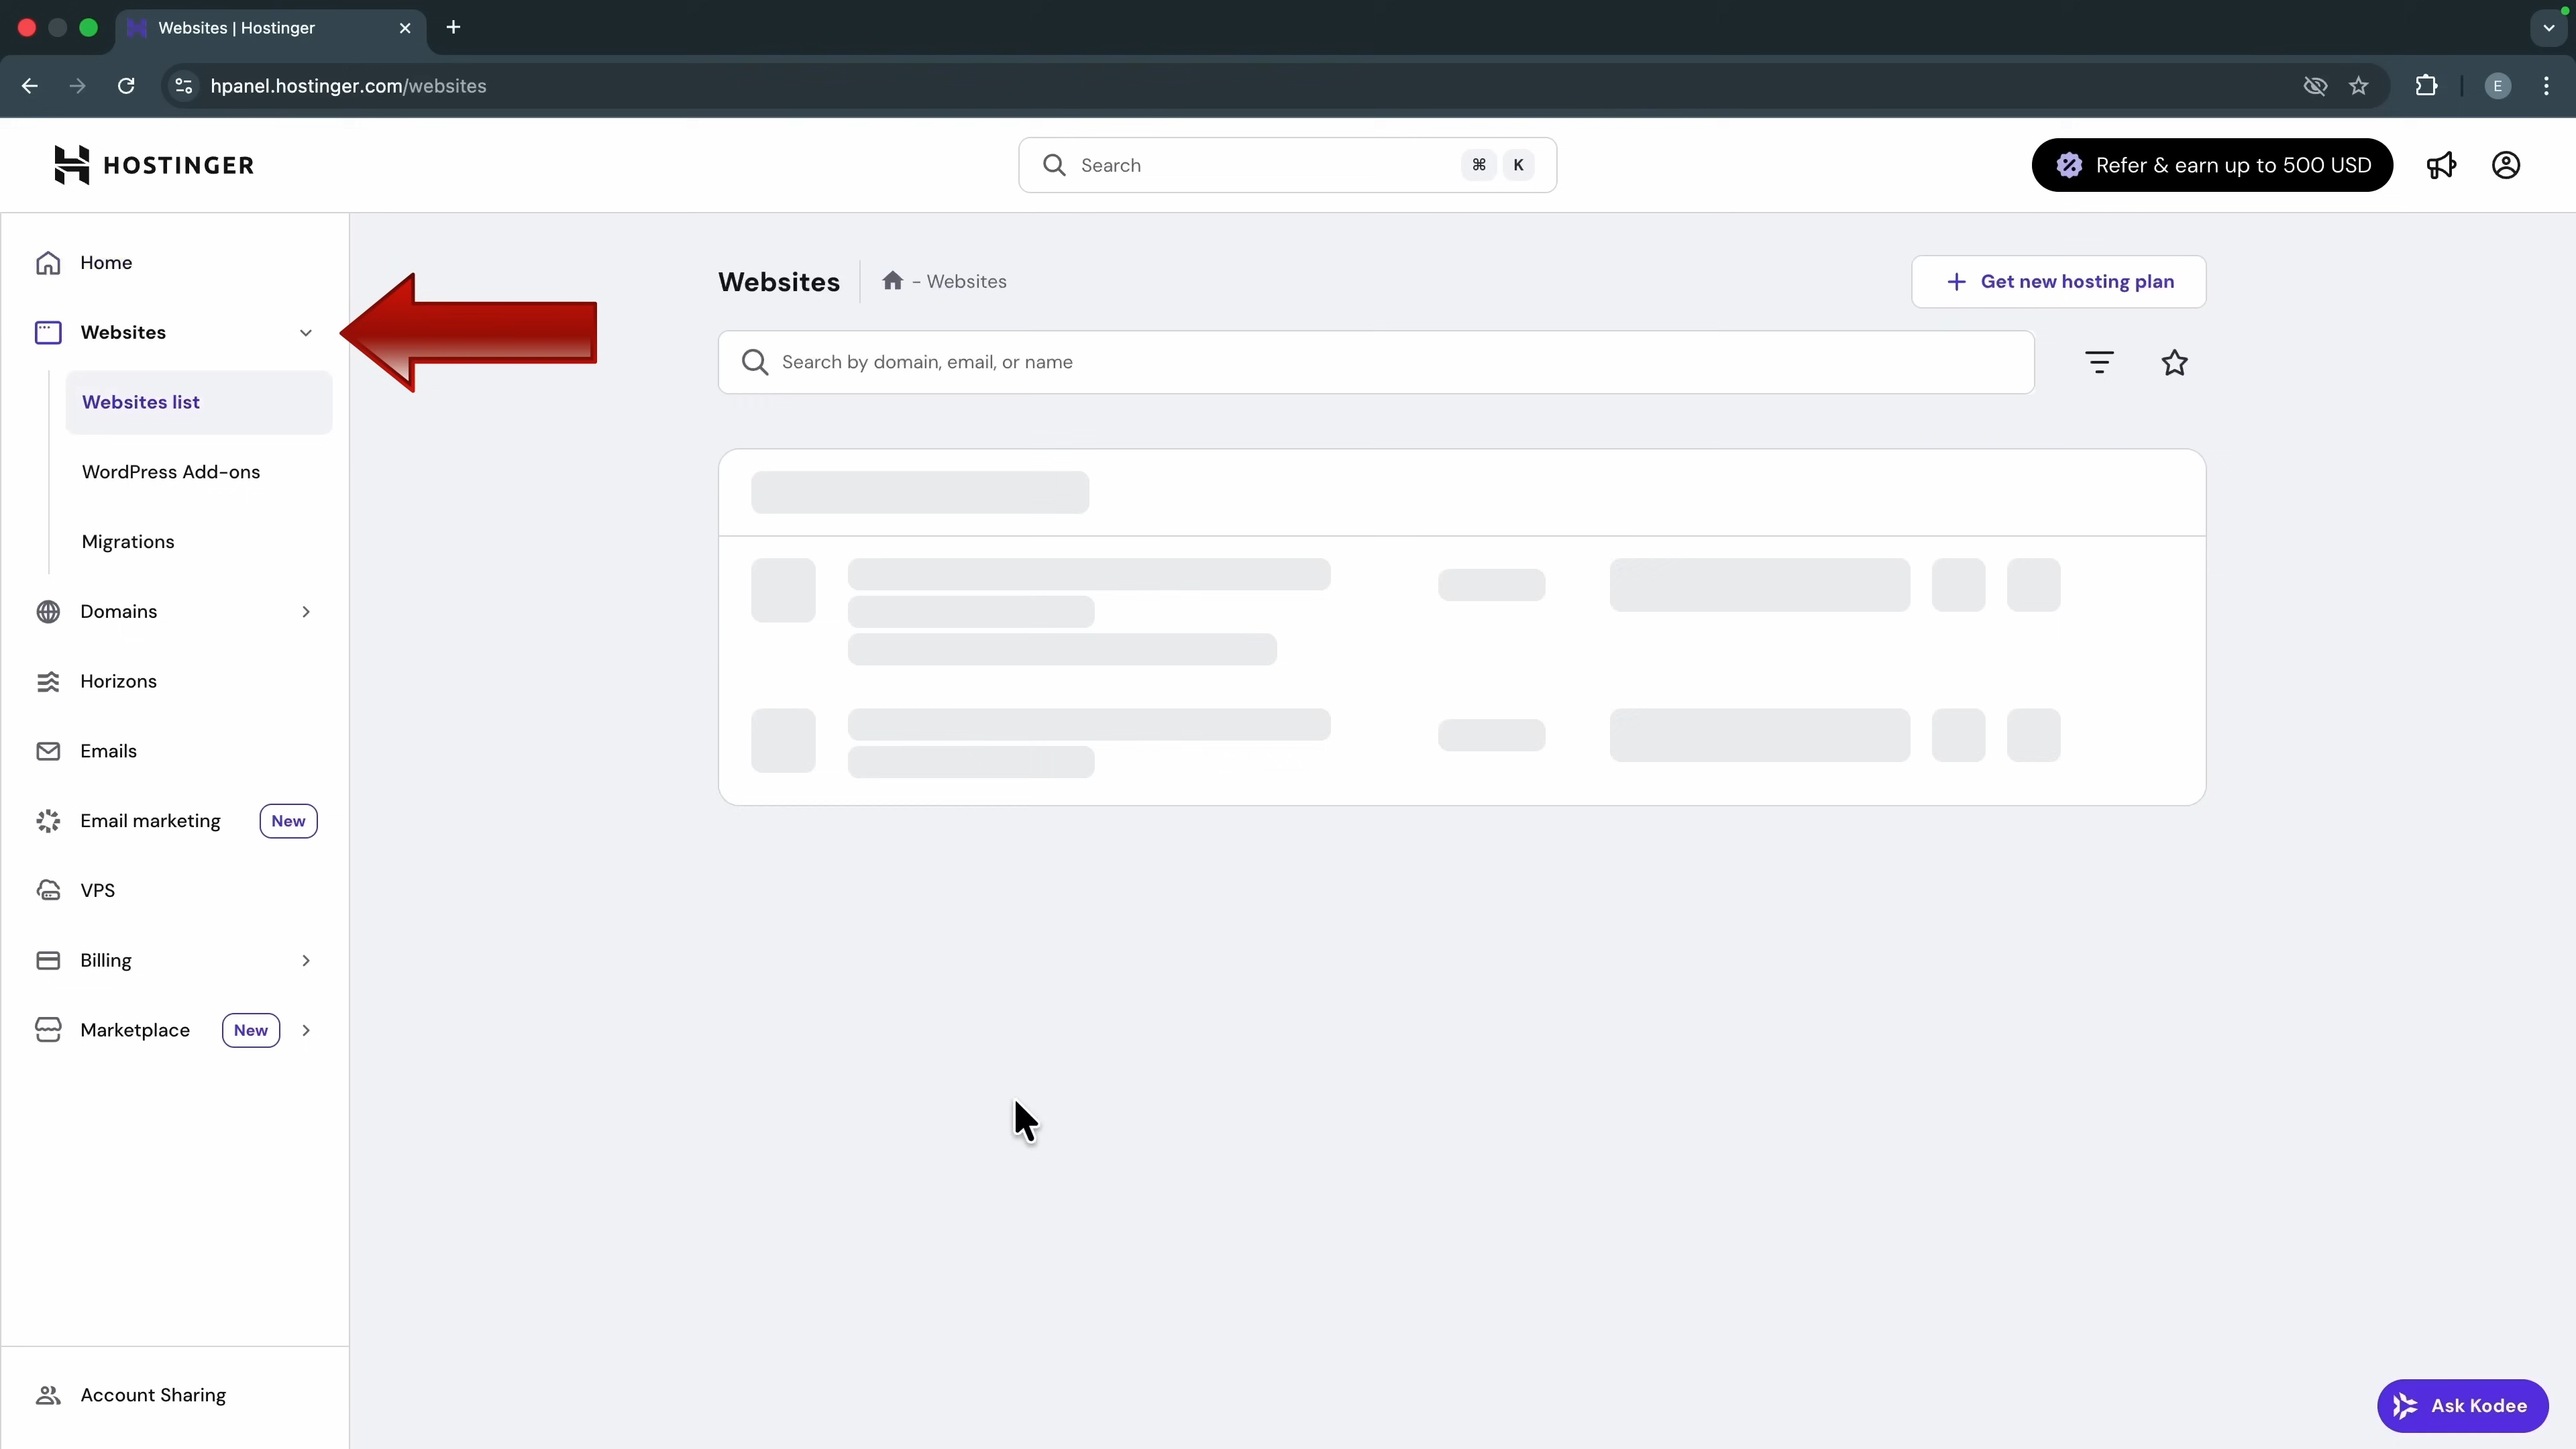 Websites | Hostinger
hpanel.hostinger.com/websites
E
HOSTINGER
Search
⌘ K
Refer & earn up to 500 USD
Home
Websites
Websites list
WordPress Add-ons
Migrations
Domains
Horizons
Emails
Email marketing New
VPS
Billing
Marketplace New
Account Sharing
Websites
- Websites
Get new hosting plan
Search by domain, email, or name
Ask Kodee